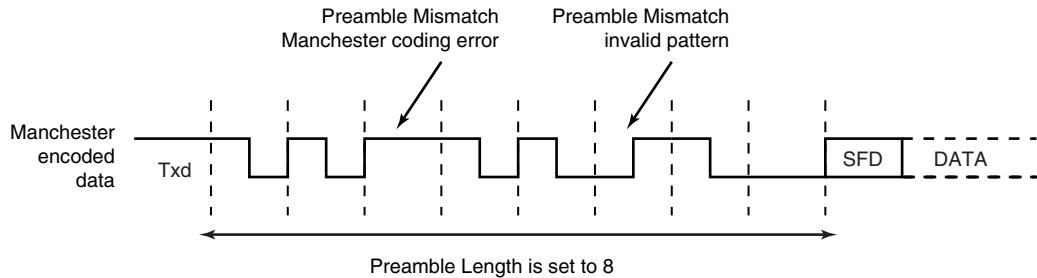 Preamble Mismatch
Manchester coding error
Preamble Mismatch
invalid pattern
Manchester
encoded
data
Txd
SFD
DATA
Preamble Length is set to 8